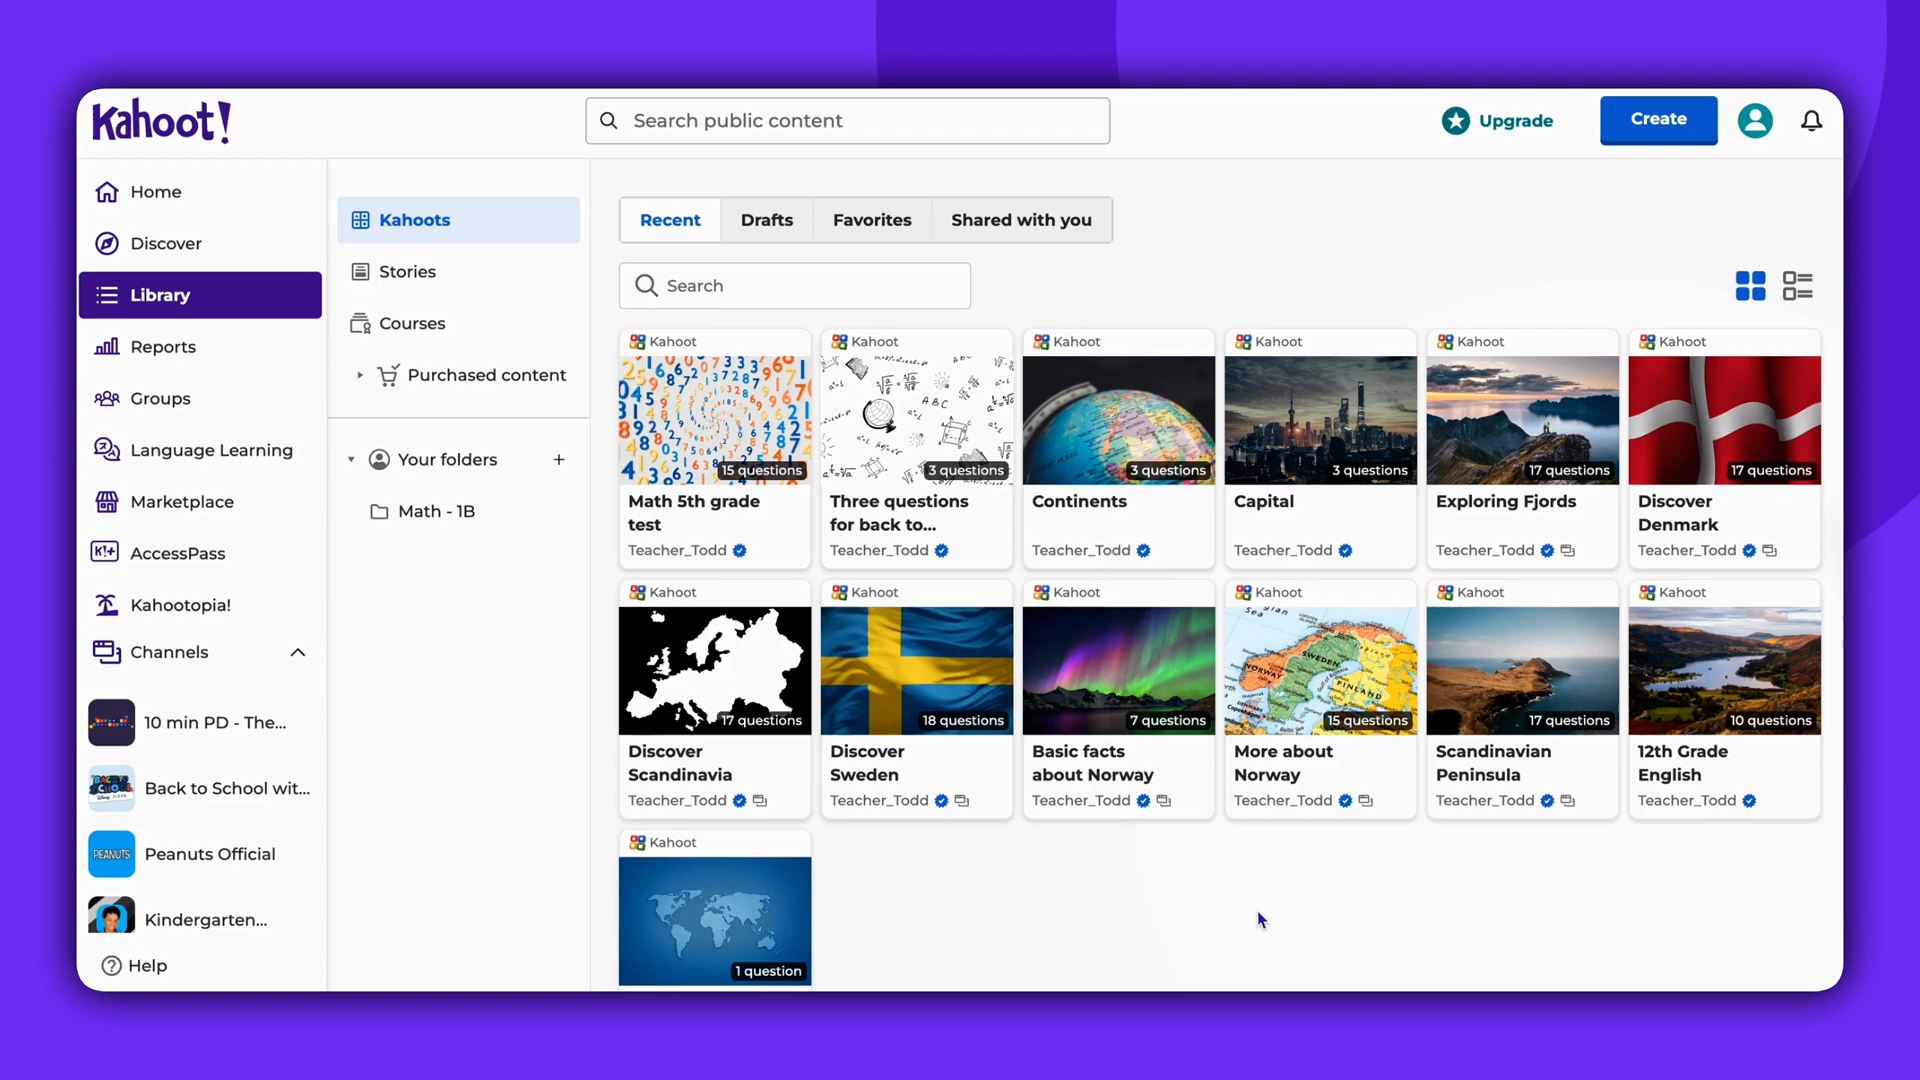 Kahoot!
Search public content
Upgrade
Create
Home
Discover
Library
Reports
Groups
Language Learning
Marketplace
AccessPass
Kahootopia!
Channels
10 min PD - The...
Back to School wit...
Peanuts Official
Kindergarten...
Help
Kahoots
Stories
Courses
Purchased content
Your folders
Math - 1B
Recent
Drafts
Favorites
Shared with you
Search
Kahoot
15 questions
Math 5th grade
test
Teacher_Todd
Kahoot
3 questions
Three questions
for back to...
Teacher_Todd
Kahoot
3 questions
Continents
Teacher_Todd
Kahoot
3 questions
Capital
Teacher_Todd
Kahoot
17 questions
Exploring Fjords
Teacher_Todd
Kahoot
17 questions
Discover
Denmark
Teacher_Todd
Kahoot
17 questions
Discover
Scandinavia
Teacher_Todd
Kahoot
18 questions
Discover
Sweden
Teacher_Todd
Kahoot
7 questions
Basic facts
about Norway
Teacher_Todd
Kahoot
Sea
NORWAY
SWEDEN
FINLAND
15 questions
More about
Norway
Teacher_Todd
Kahoot
17 questions
Scandinavian
Peninsula
Teacher_Todd
Kahoot
10 questions
12th Grade
English
Teacher_Todd
Kahoot
1 question